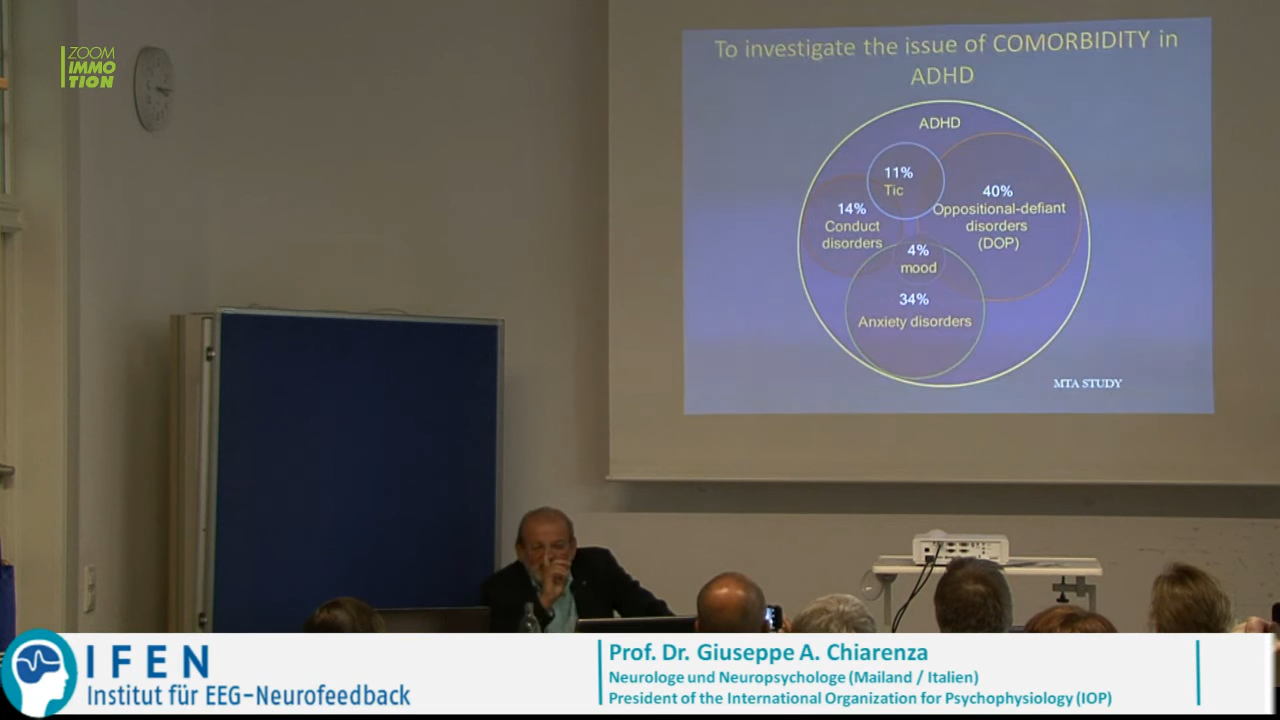 ZOOM
IMMO
TION
To investigate the issue of COMORBIDITY in
ADHD
ADHD
11%
Tic
40%
Oppositional-defiant
disorders
(DOP)
14%
Conduct
disorders
4%
mood
34%
Anxiety disorders
MTA STUDY
IFEN
Institut für EEG-Neurofeedback
Prof. Dr. Giuseppe A. Chiarenza
Neurologe und Neuropsychologe (Mailand / Italien)
President of the International Organization for Psychophysiology (IOP)